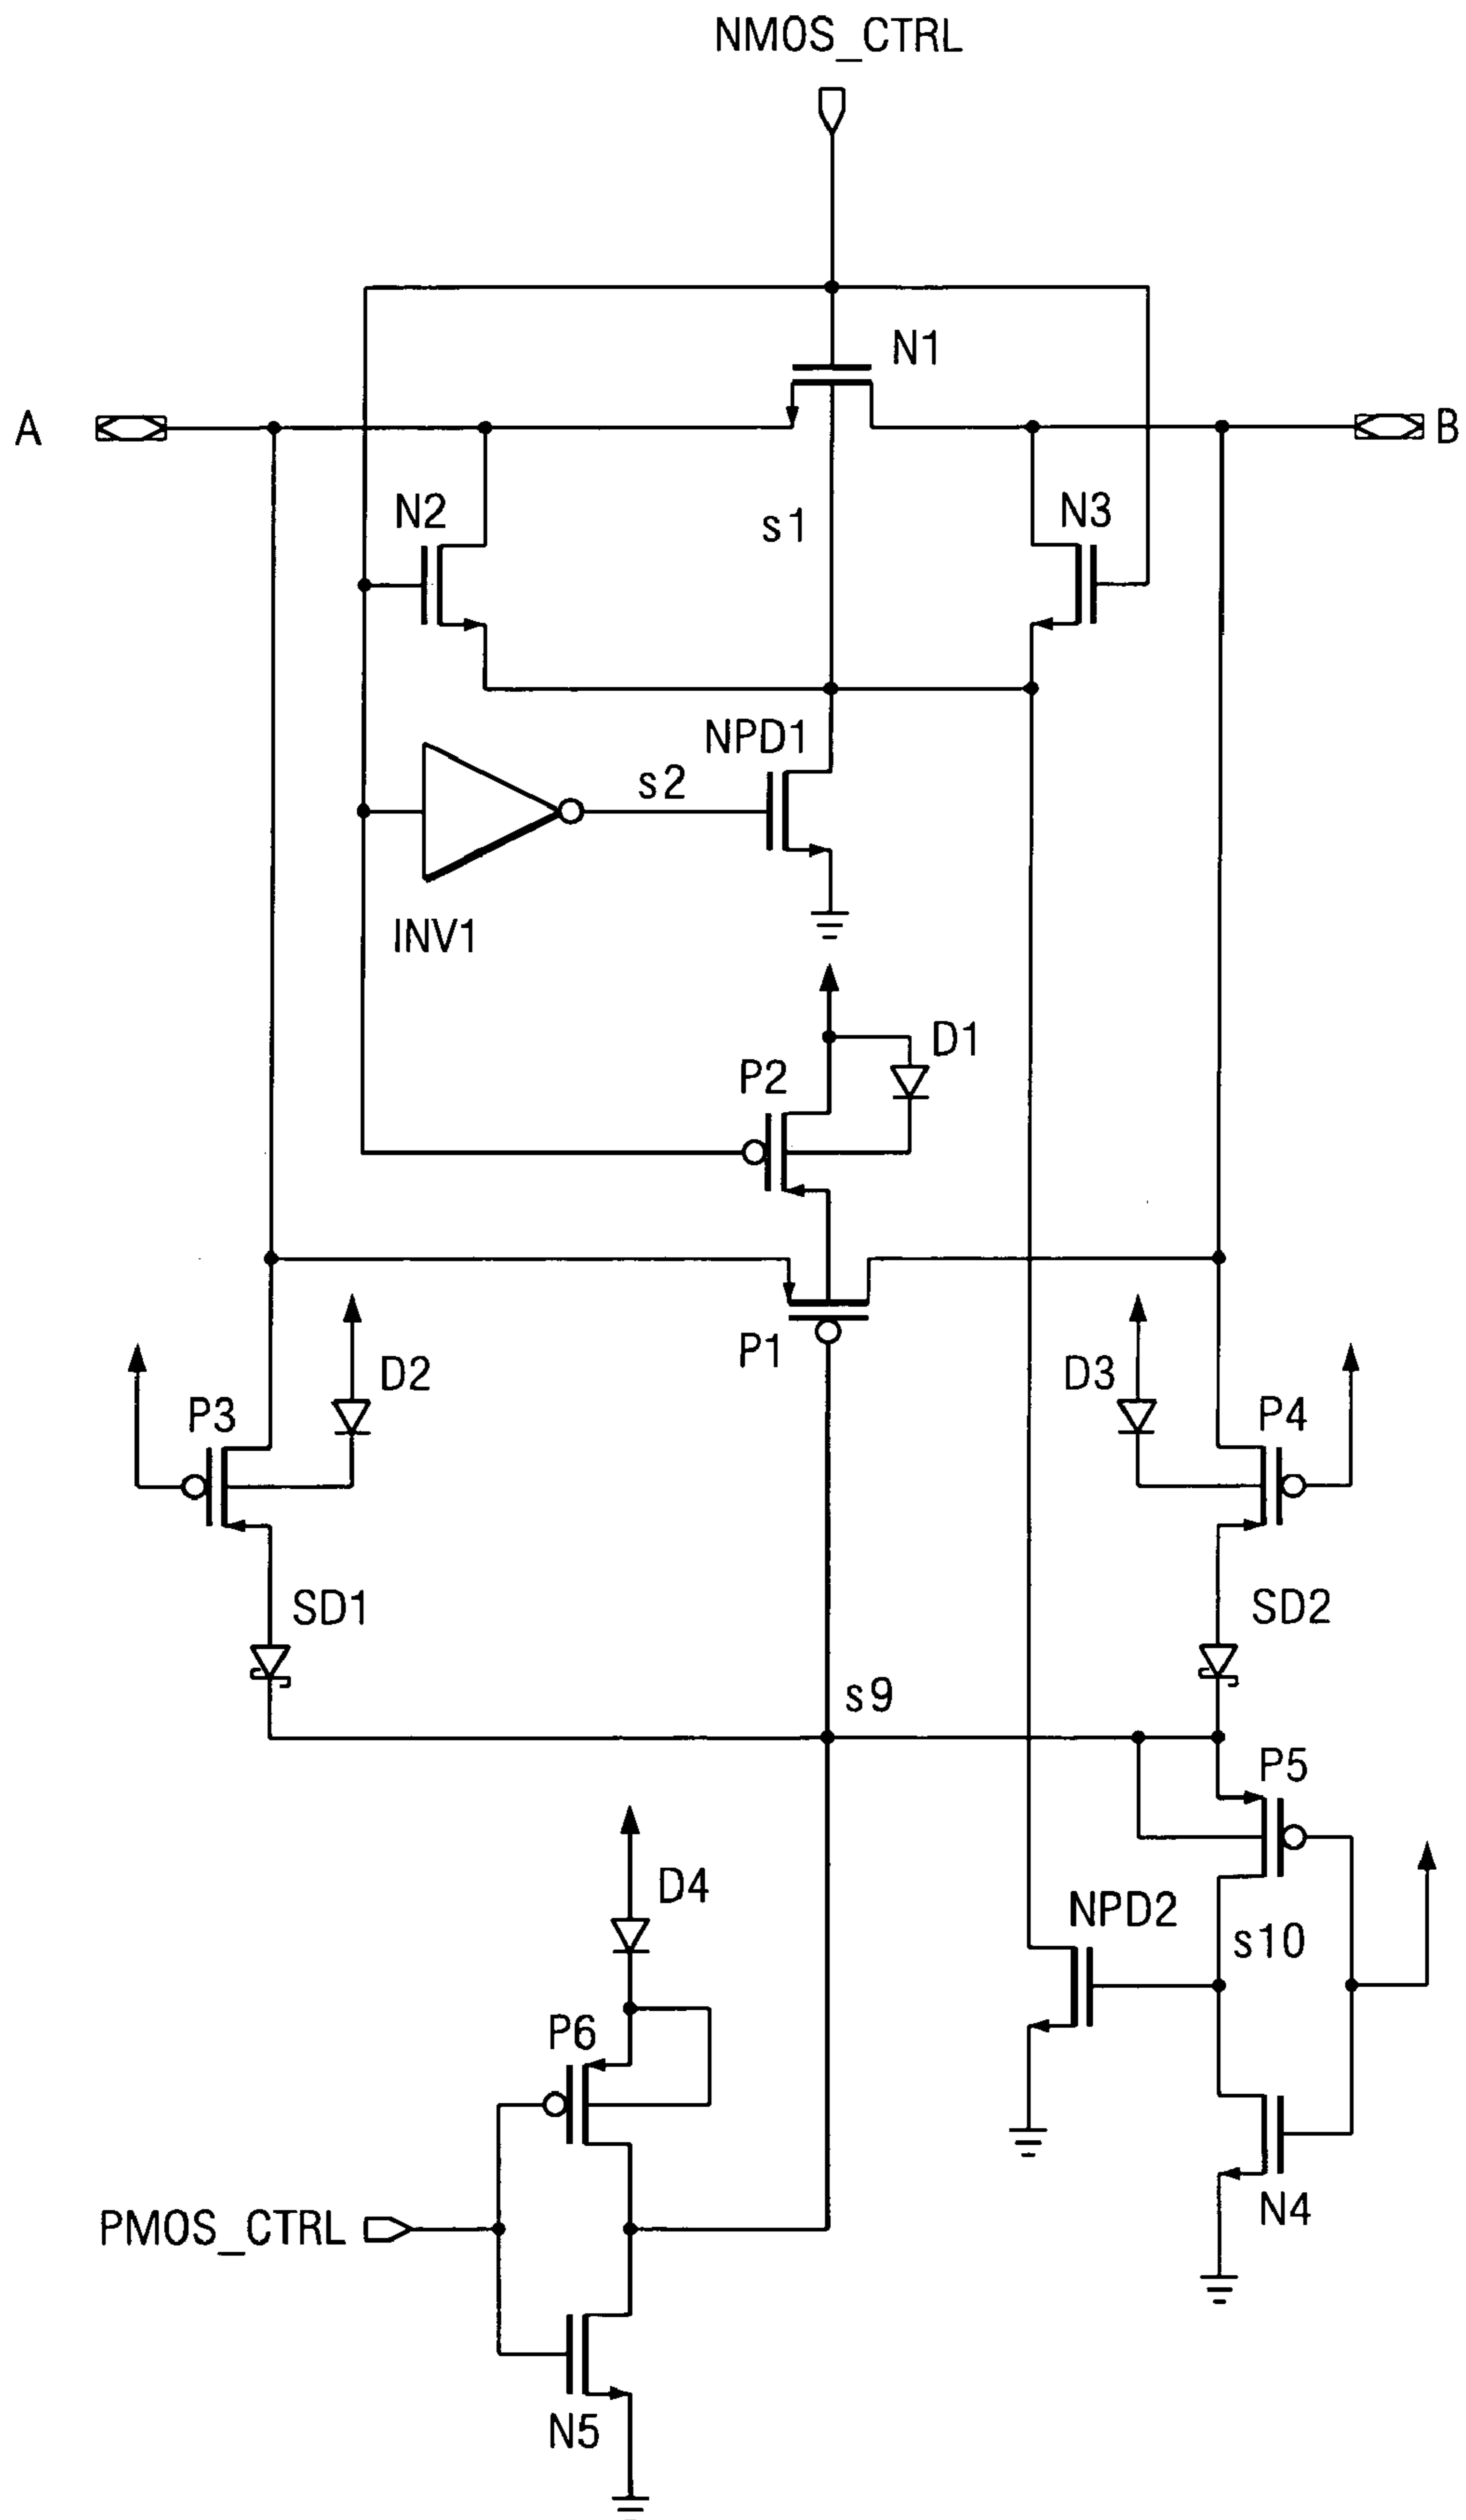 NMOS_CTRL
N1
A
B
N2
s1
N3
NPD1
s2
INV1
D1
P2
P1
D2
D3
P3
P4
SD1
SD2
s9
P5
D4
NPD2
s10
P6
PMOS_CTRL
N4
N5